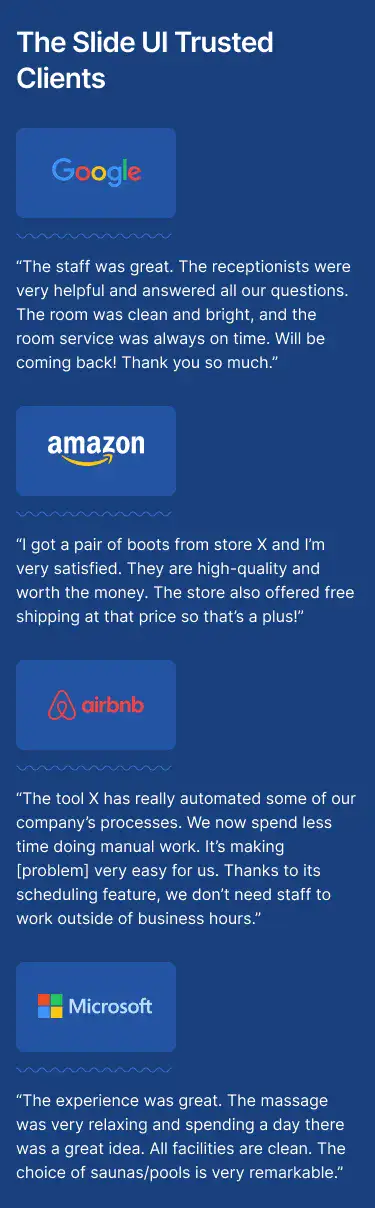 The Slide UI Trusted
Clients
Google
“The staff was great. The receptionists were
very helpful and answered all our questions.
The room was clean and bright, and the
room service was always on time. Will be
coming back! Thank you so much.”
amazon
“I got a pair of boots from store X and I’m
very satisfied. They are high-quality and
worth the money. The store also offered free
shipping at that price so that’s a plus!”
airbnb
“The tool X has really automated some of our
company’s processes. We now spend less
time doing manual work. It’s making
[problem] very easy for us. Thanks to its
scheduling feature, we don’t need staff to
work outside of business hours.”
Microsoft
“The experience was great. The massage
was very relaxing and spending a day there
was a great idea. All facilities are clean. The
choice of saunas/pools is very remarkable.”